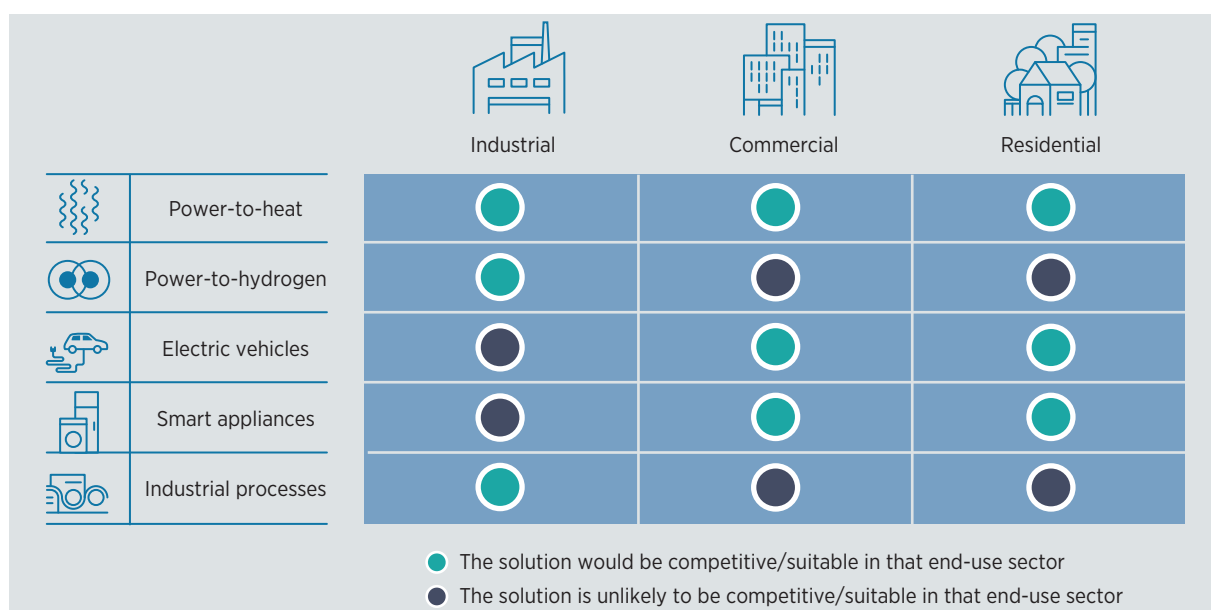 Industrial
Commercial
Residential
Power-to-heat
Power-to-hydrogen
Electric vehicles
Smart appliances
Industrial processes
The solution would be competitive/suitable in that end-use sector
The solution is unlikely to be competitive/suitable in that end-use sector